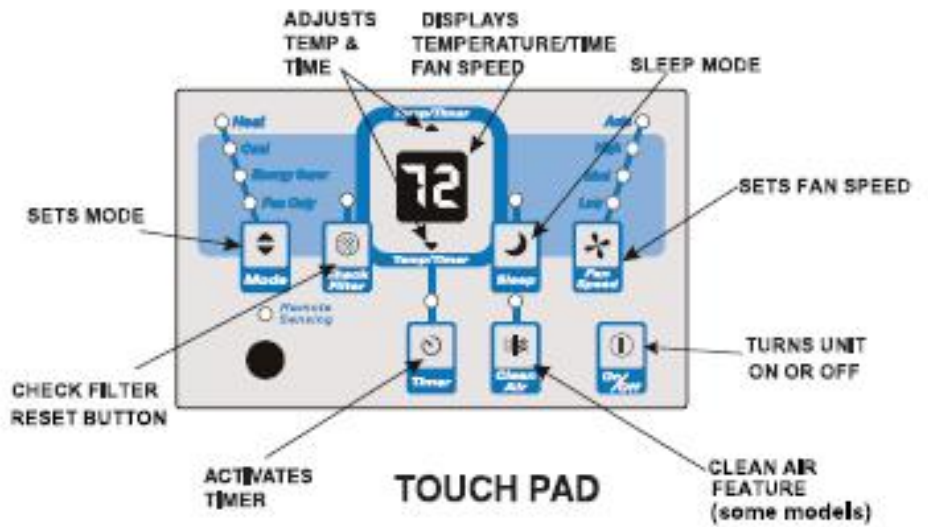 ADJUSTS
TEMP &
TIME
DISPLAYS
TEMPERATURE/TIME
FAN SPEED
SLEEP MODE
Temp/Timer
Heat
Cool
Energy Saver
Fan Only
72
Auto
High
Med
Low
SETS MODE
SETS FAN SPEED
Mode
Check
Filter
Temp/Timer
Sleep
Fan
Speed
Remote
Sensing
Timer
Clean
Air
On/
/Off
TURNS UNIT
ON OR OFF
CHECK FILTER
RESET BUTTON
ACTIVATES
TIMER
TOUCH PAD
CLEAN AIR
FEATURE
(some models)